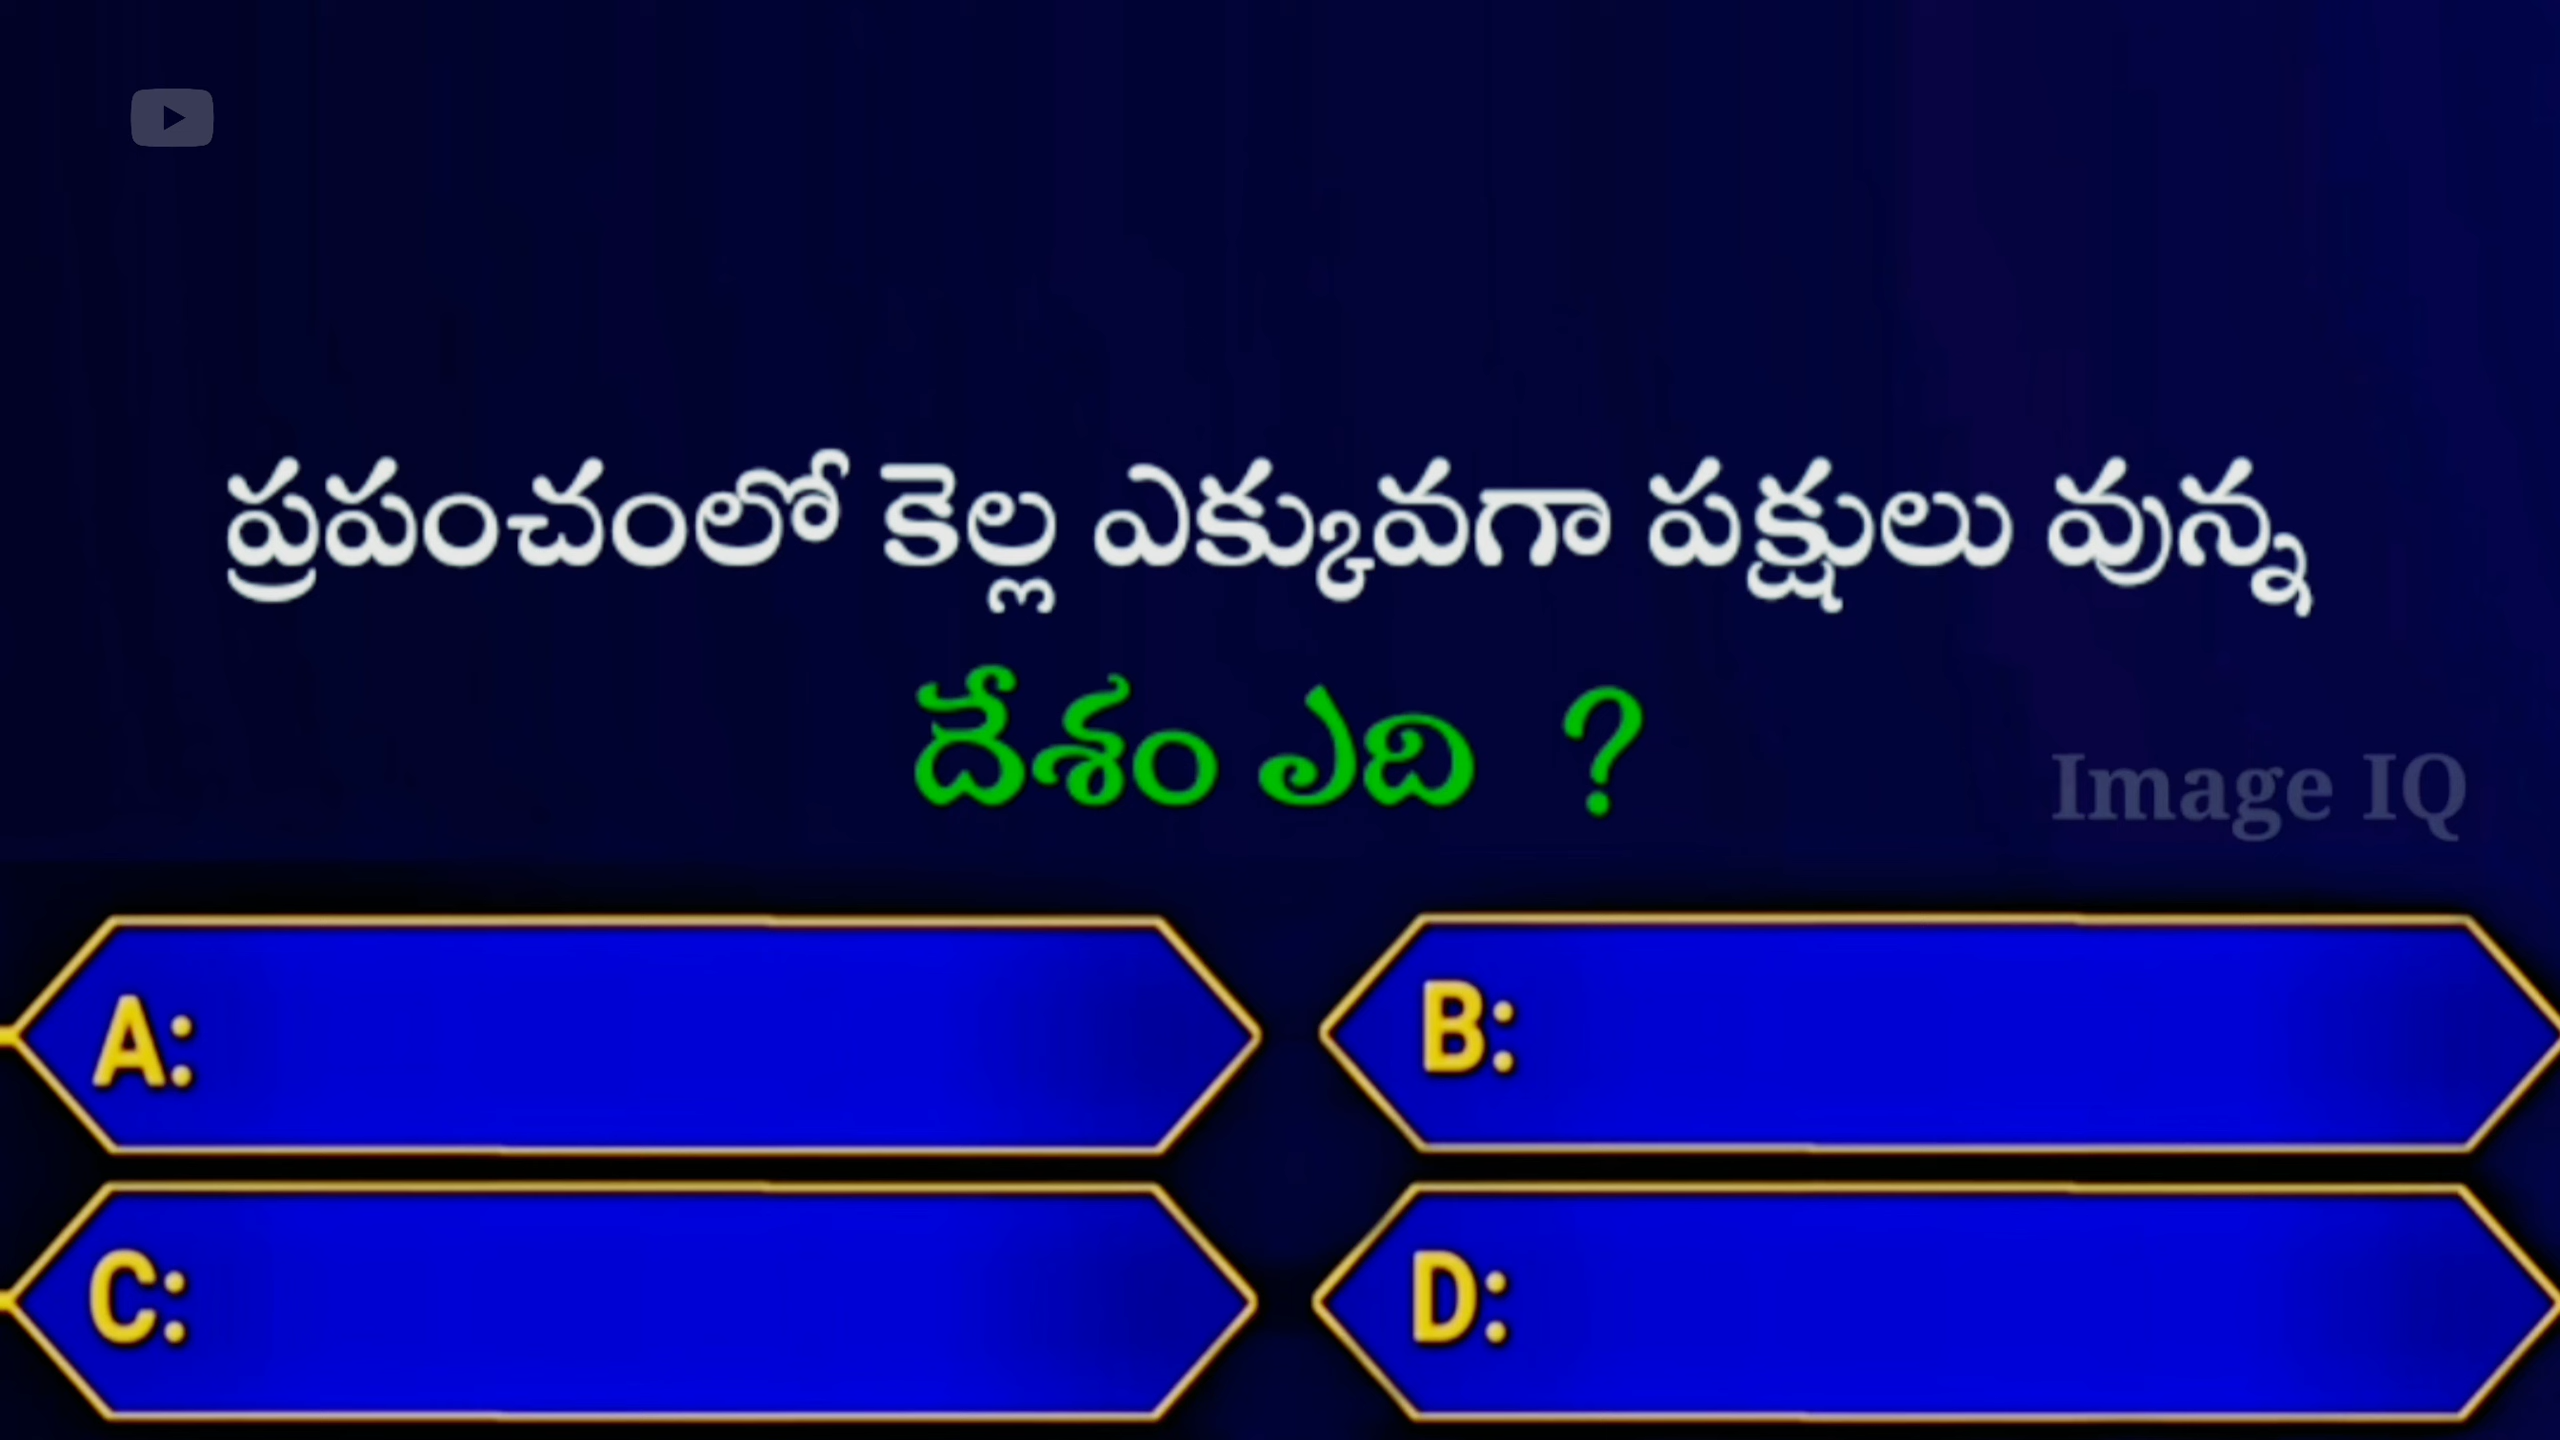 ప్రపంచంలో కెల్ల ఎక్కువగా పక్షులు వున్న
దేశం ఎది ?
Image IQ
A:
B:
C:
D: